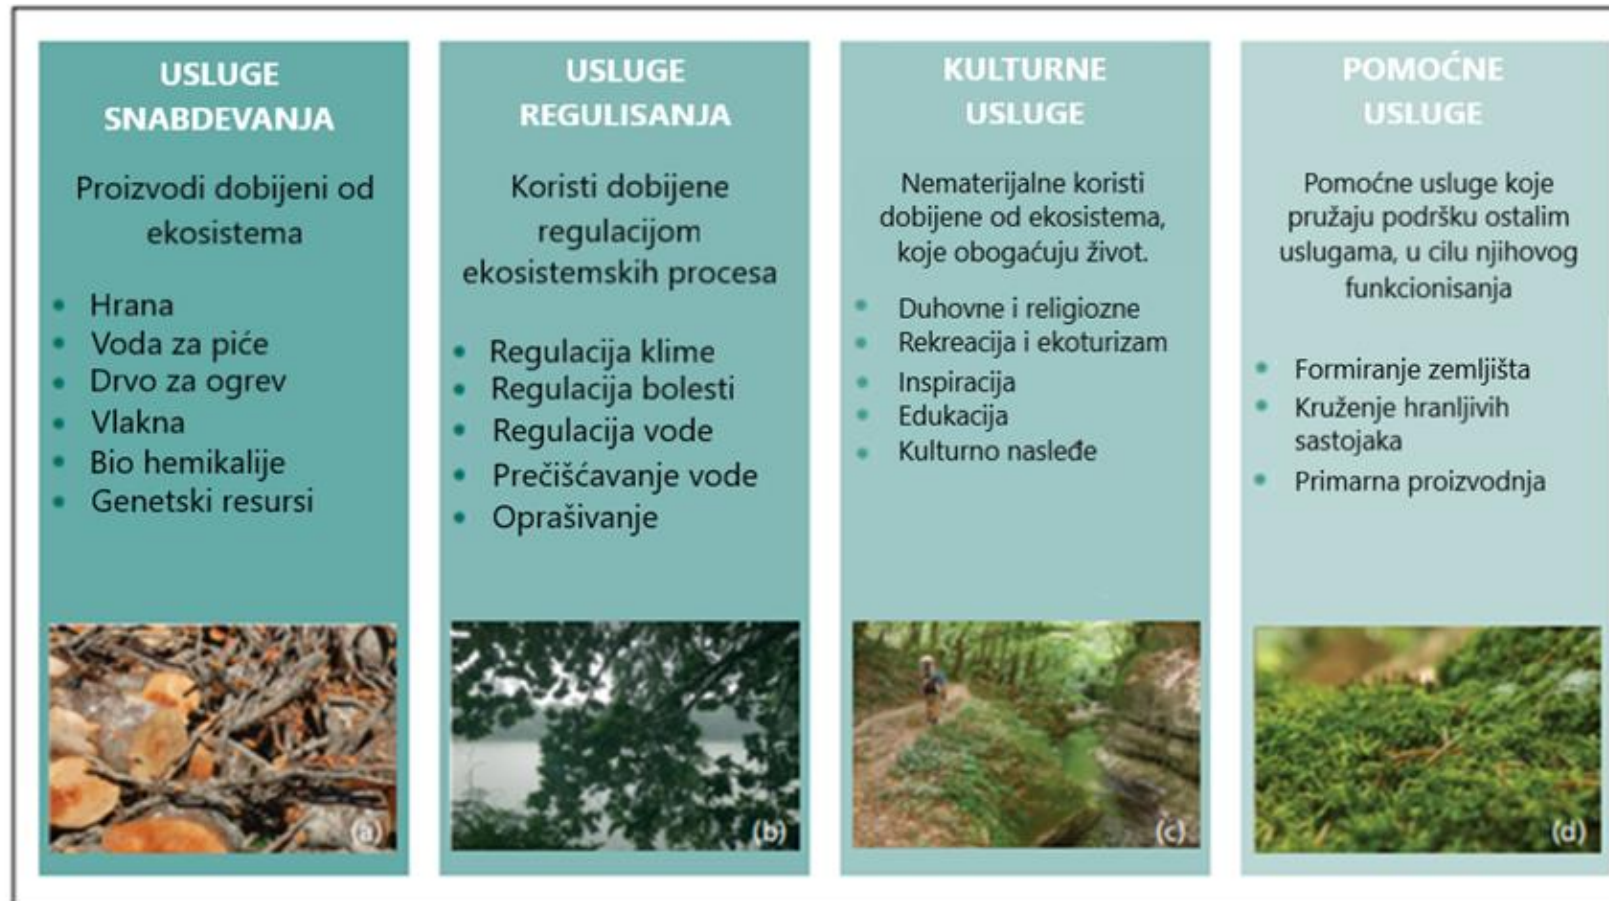 USLUGE
SNABDEVANJA
Proizvodi dobijeni od
ekosistema
• Hrana
• Voda za piće
• Drvo za ogrev
• Vlakna
• Bio hemikalije
• Genetski resursi
(a)
USLUGE
REGULISANJA
Koristi dobijene
regulacijom
ekosistemskih procesa
• Regulacija klime
• Regulacija bolesti
• Regulacija vode
• Prečišćavanje vode
• Oprašivanje
(b)
KULTURNE
USLUGE
Nematerijalne koristi
dobijene od ekosistema,
koje obogaćuju život.
• Duhovne i religiozne
• Rekreacija i ekoturizam
• Inspiracija
• Edukacija
• Kulturno nasleđe
(c)
POMOĆNE
USLUGE
Pomoćne usluge koje
pružaju podršku ostalim
uslugama, u cilu njihovog
funkcionisanja
• Formiranje zemljišta
• Kruženje hranljivih
sastojaka
• Primarna proizvodnja
(d)